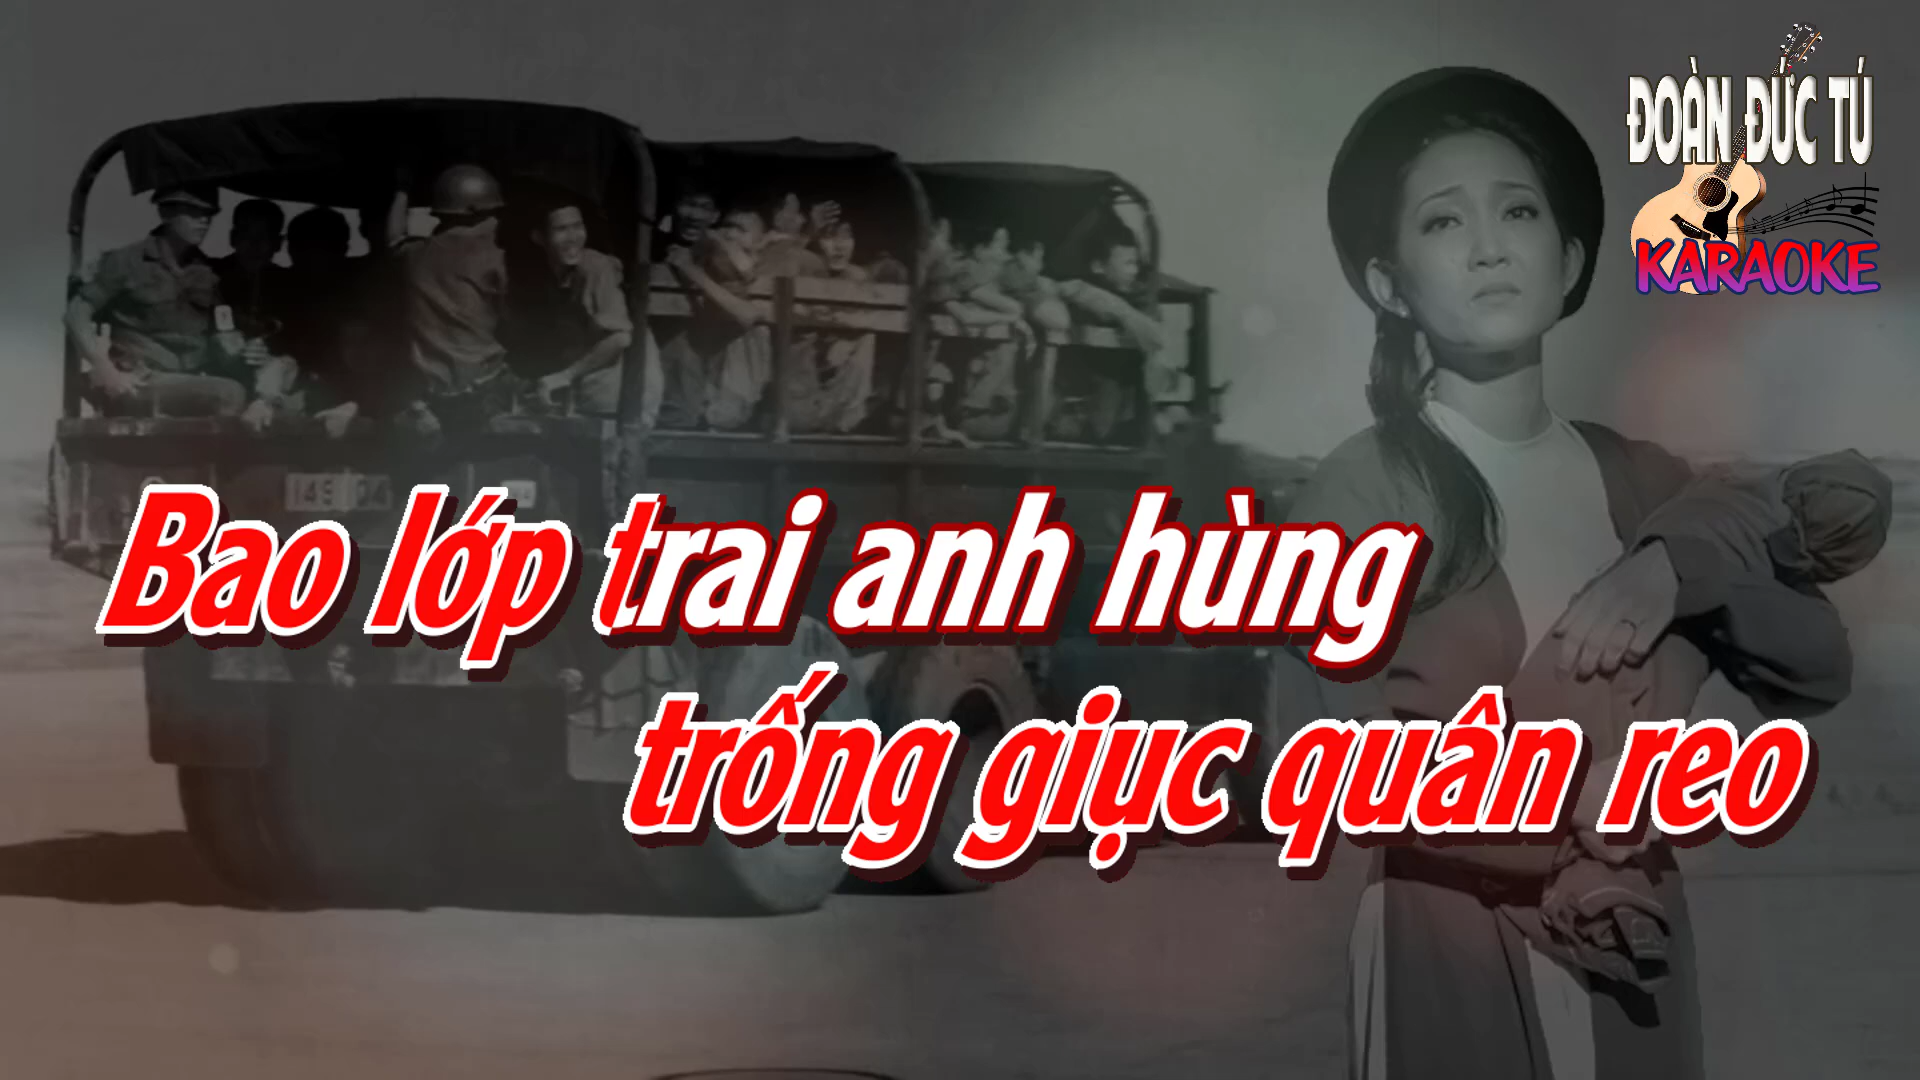 ĐOÀN ĐỨC TÚ
KARAOKE
Bao lớp trai anh hùng
trống giục quân reo